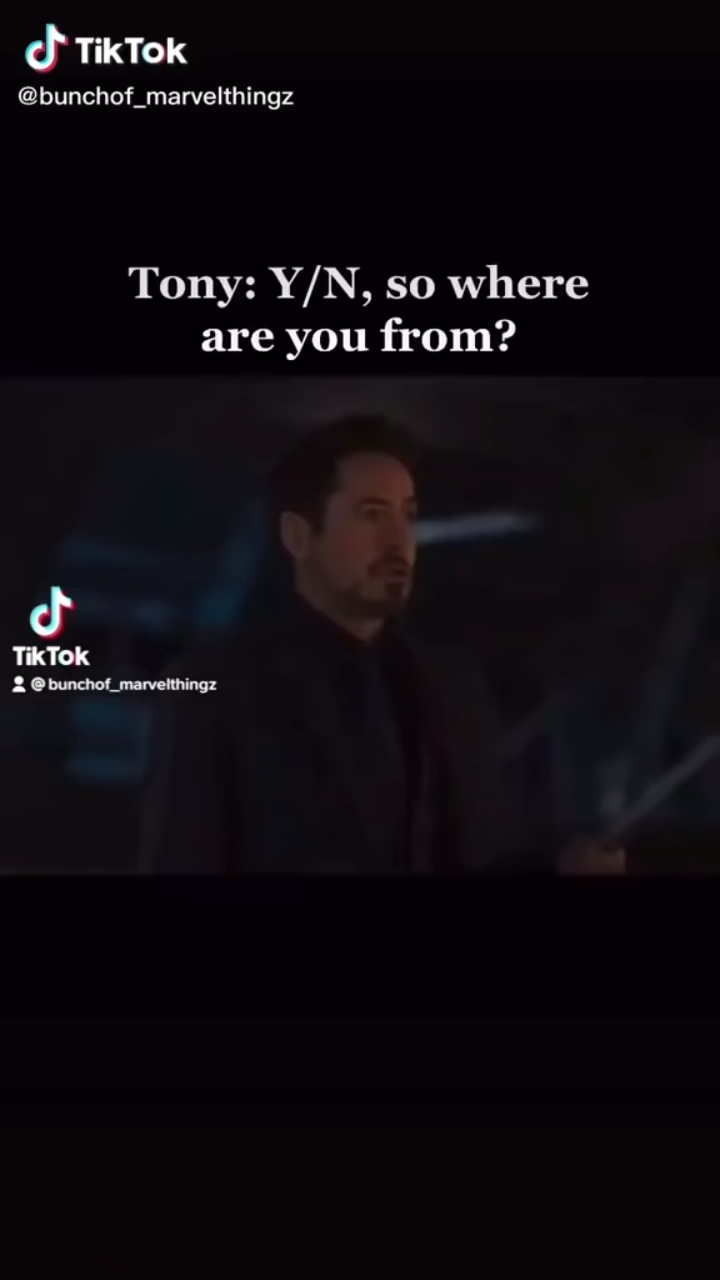 TikTok
@bunchof_marvelthingz
Tony: Y/N, so where
are you from?
TikTok
@bunchof_marvelthingz